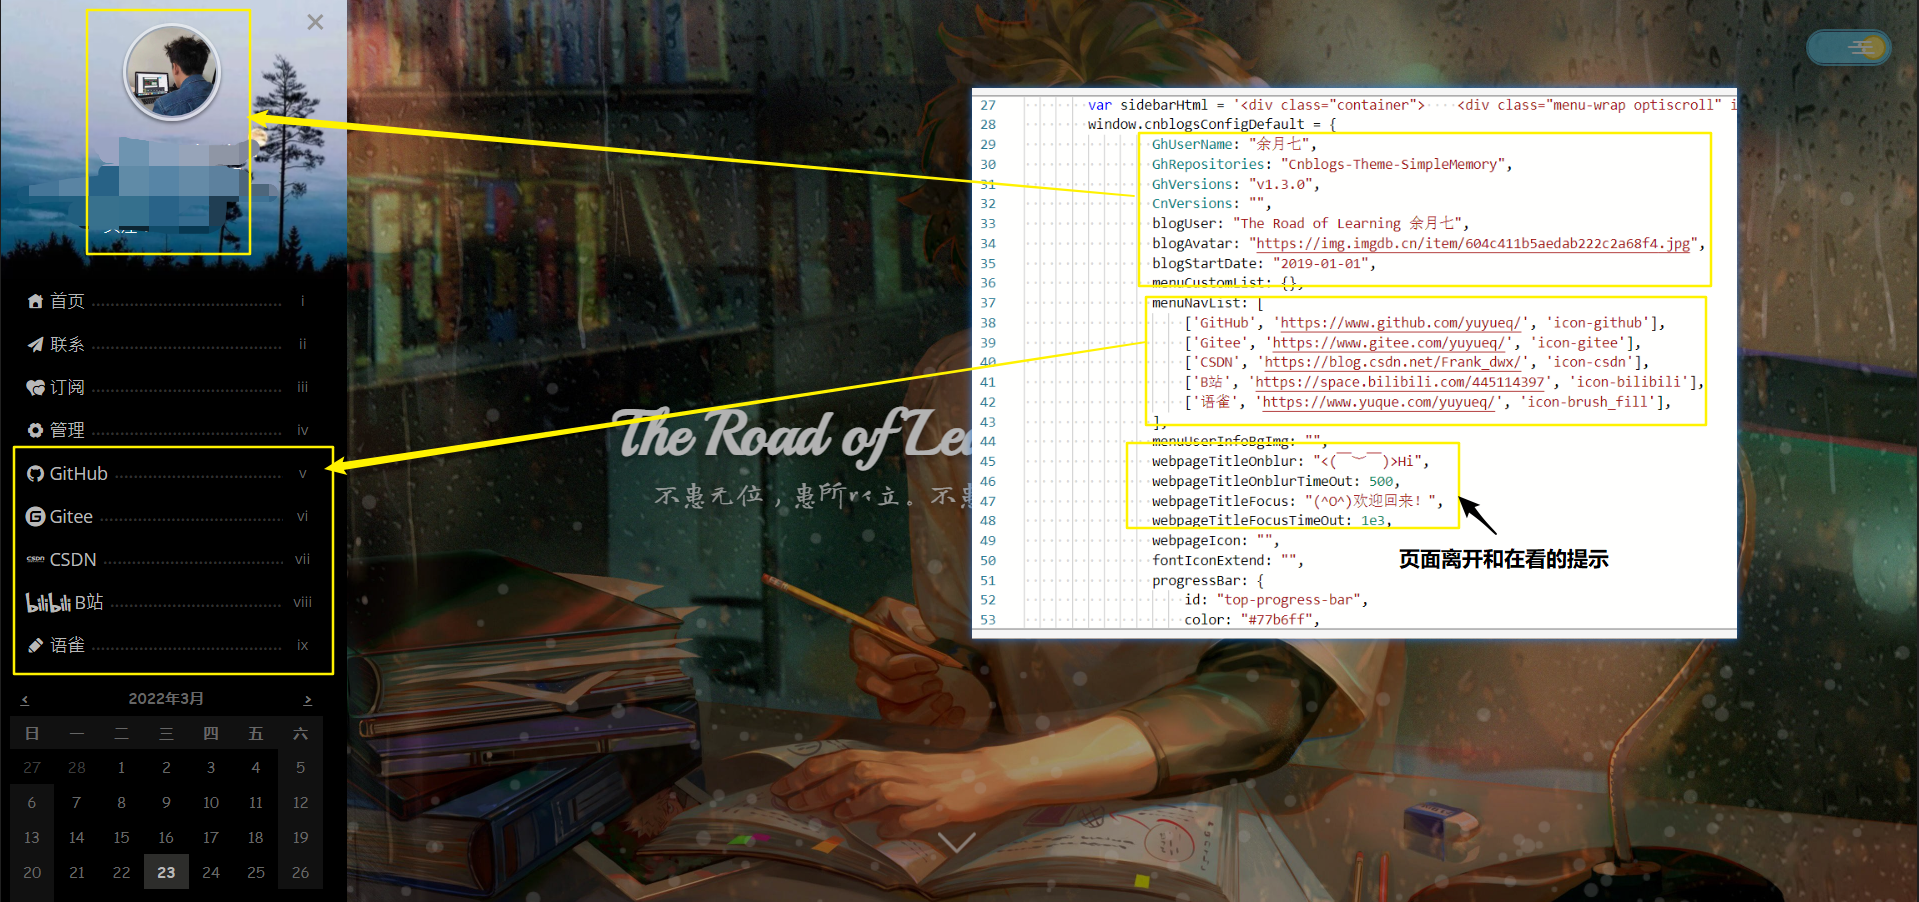 首页 i
联系 ii
订阅 iii
管理 iv
GitHub v
Gitee vi
CSDN CSDN vii
bilibili B站 viii
语雀 ix
< 2022年3月 >
日 一 二 三 四 五 六
27 28 1 2 3 4 5
6 7 8 9 10 11 12
13 14 15 16 17 18 19
20 21 22 23 24 25 26
The Road of Lea
不患无位，患所以立。不患
27 var sidebarHtml = '<div class="container"> <div class="menu-wrap optiscroll" i
28 window.cnblogsConfigDefault = {
29 GhUserName: "余月七",
30 GhRepositories: "Cnblogs-Theme-SimpleMemory",
31 GhVersions: "v1.3.0",
32 CnVersions: "",
33 blogUser: "The Road of Learning 余月七",
34 blogAvatar: "https://img.imgdb.cn/item/604c411b5aedab222c2a68f4.jpg",
35 blogStartDate: "2019-01-01",
36 menuCustomList: {},
37 menuNavList: [
38 ['GitHub', 'https://www.github.com/yuyueq/', 'icon-github'],
39 ['Gitee', 'https://www.gitee.com/yuyueq/', 'icon-gitee'],
40 ['CSDN', 'https://blog.csdn.net/Frank_dwx/', 'icon-csdn'],
41 ['B站', 'https://space.bilibili.com/445114397', 'icon-bilibili'],
42 ['语雀', 'https://www.yuque.com/yuyueq/', 'icon-brush_fill'],
43 ],
44 menuUserInfoBgImg: "",
45 webpageTitleOnblur: "<(￣︶￣)>Hi",
46 webpageTitleOnblurTimeOut: 500,
47 webpageTitleFocus: "(^O^)欢迎回来！",
48 webpageTitleFocusTimeOut: 1e3,
49 webpageIcon: "",
50 fontIconExtend: "",
51 progressBar: {
52 id: "top-progress-bar",
53 color: "#77b6ff",
页面离开和在看的提示